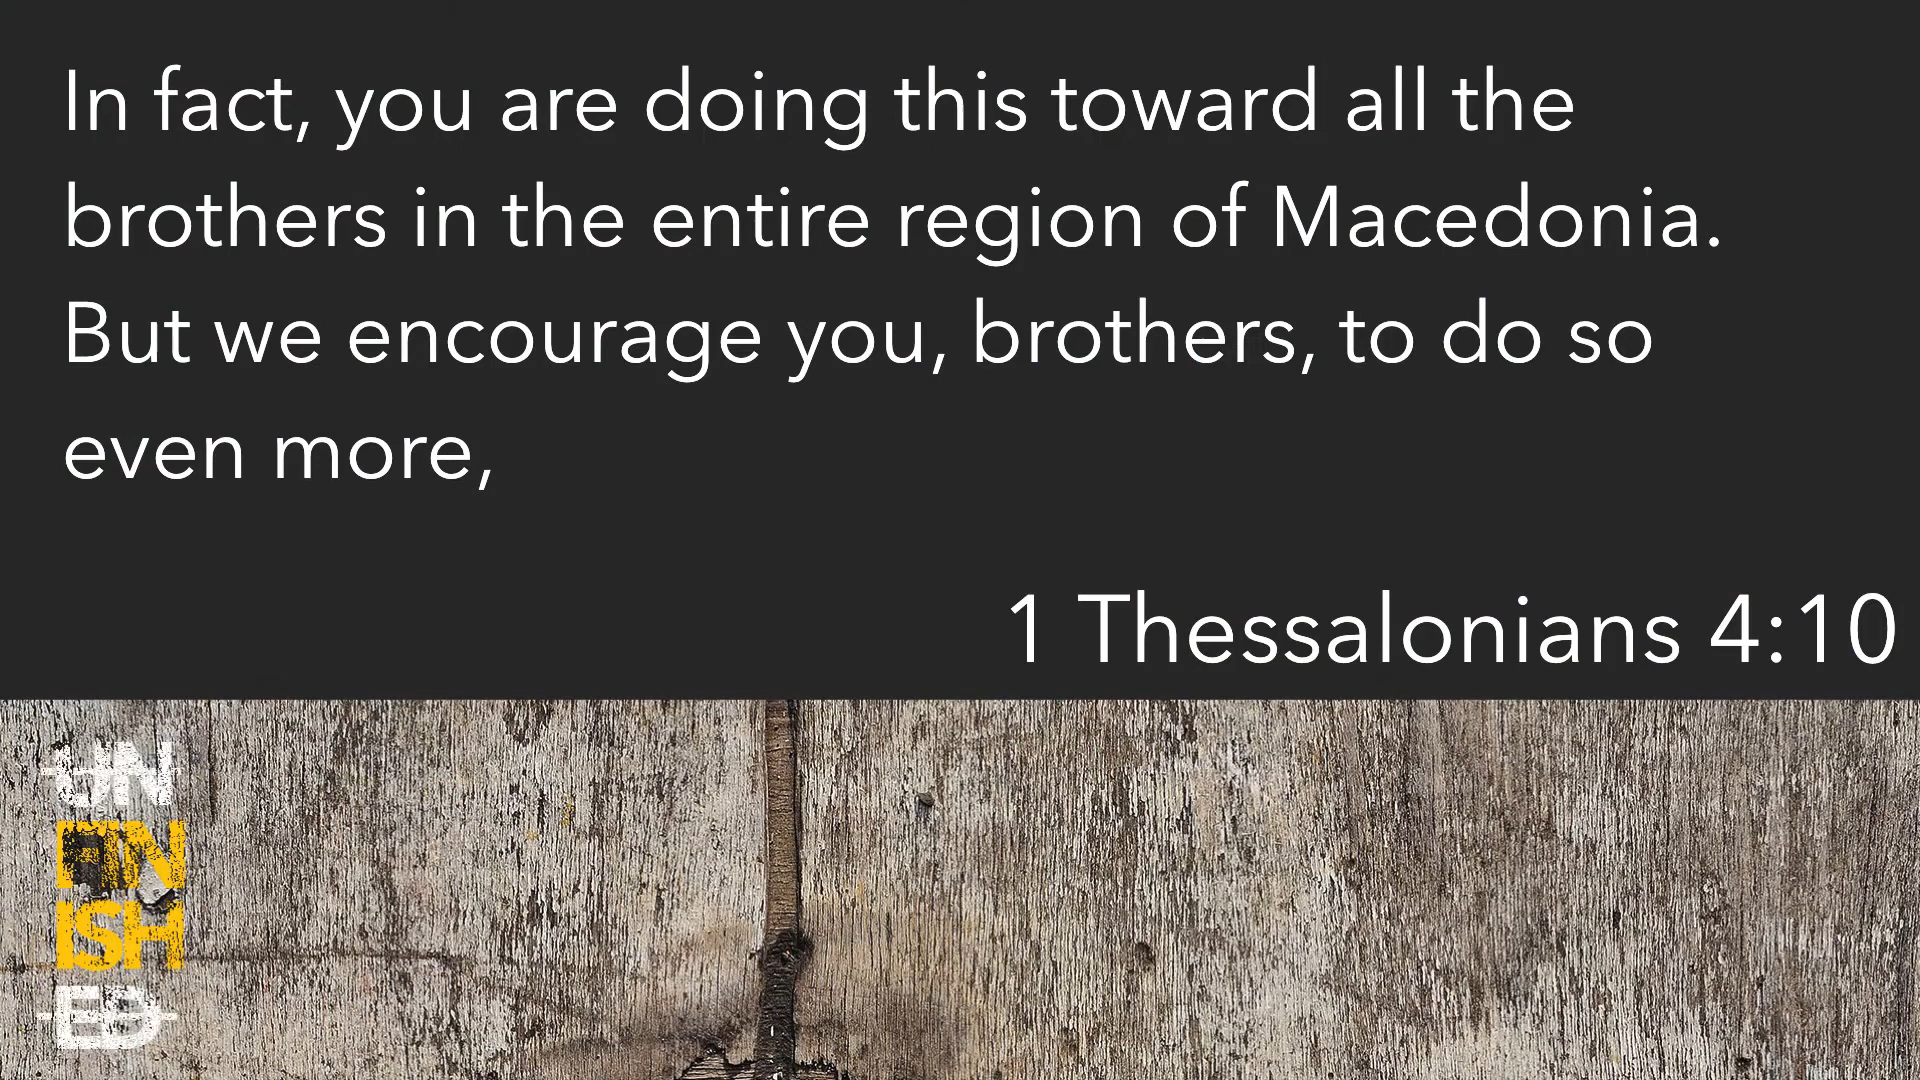 In fact, you are doing this toward all the
brothers in the entire region of Macedonia.
But we encourage you, brothers, to do so
even more,
1 Thessalonians 4:10
UN
FIN
ISH
ED